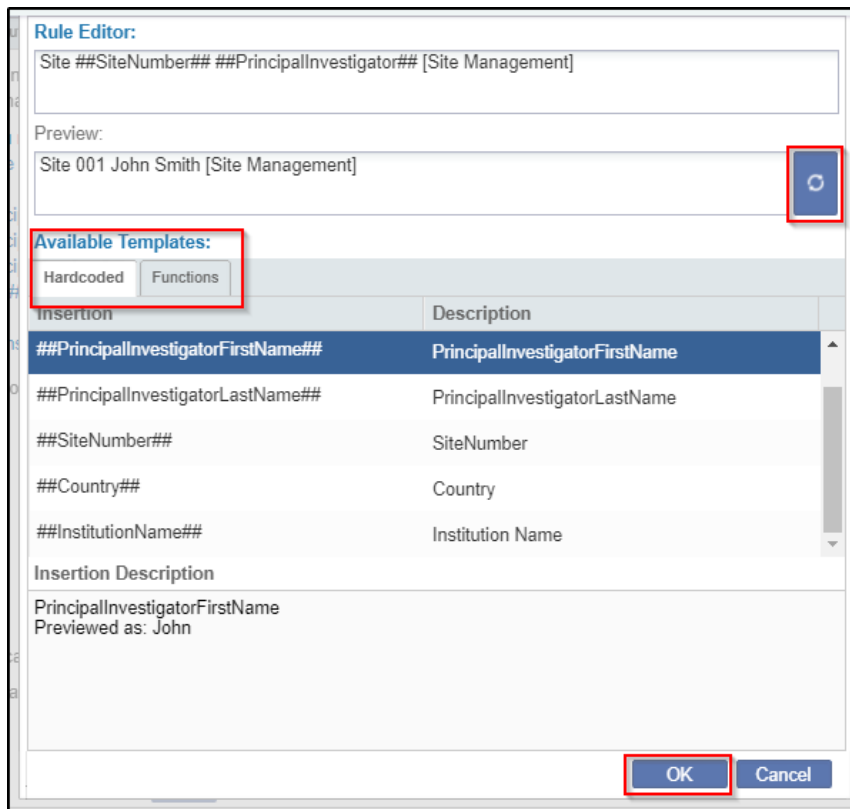 Rule Editor:
Site ##SiteNumber## ##PrincipalInvestigator## [Site Management]
Preview:
Site 001 John Smith [Site Management]
Available Templates:
Hardcoded Functions
Insertion Description
##PrincipalInvestigatorFirstName## PrincipalInvestigatorFirstName
##PrincipalInvestigatorLastName## PrincipalInvestigatorLastName
##SiteNumber## SiteNumber
##Country## Country
##InstitutionName## Institution Name
Insertion Description
PrincipalInvestigatorFirstName
Previewed as: John
OK Cancel